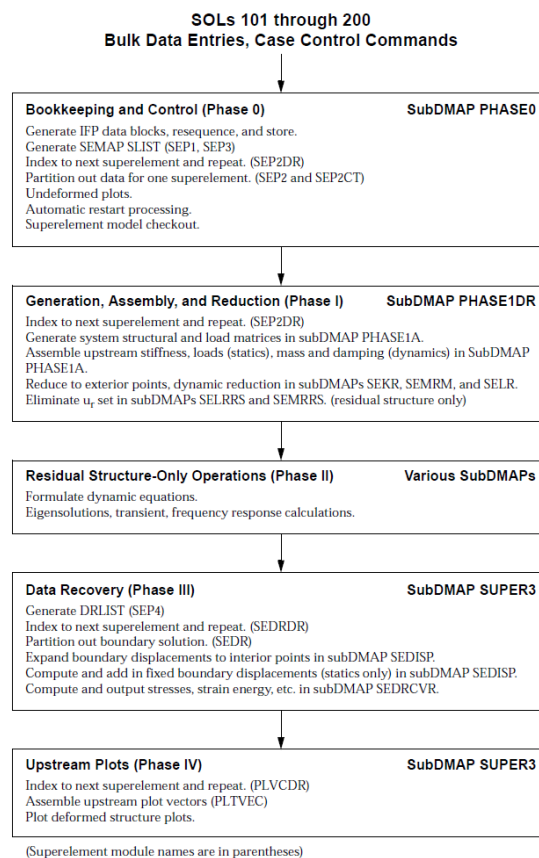 SOLs 101 through 200
Bulk Data Entries, Case Control Commands
Bookkeeping and Control (Phase 0) SubDMAP PHASE0
Generate IFP data blocks, resequence, and store.
Generate SEMAP SLIST (SEP1, SEP3)
Index to next superelement and repeat. (SEP2DR)
Partition out data for one superelement. (SEP2 and SEP2CT)
Undeformed plots.
Automatic restart processing.
Superelement model checkout.
Generation, Assembly, and Reduction (Phase I) SubDMAP PHASE1DR
Index to next superelement and repeat. (SEP2DR)
Generate system structural and load matrices in subDMAP PHASE1A.
Assemble upstream stiffness, loads (statics), mass and damping (dynamics) in SubDMAP
PHASE1A.
Reduce to exterior points, dynamic reduction in subDMAPs SEKR, SEMRM, and SELR.
Eliminate u_r set in subDMAPs SELRRS and SEMRRS. (residual structure only)
Residual Structure-Only Operations (Phase II) Various SubDMAPs
Formulate dynamic equations.
Eigensolutions, transient, frequency response calculations.
Data Recovery (Phase III) SubDMAP SUPER3
Generate DRLIST (SEP4)
Index to next superelement and repeat. (SEDRDR)
Partition out boundary solution. (SEDR)
Expand boundary displacements to interior points in subDMAP SEDISP.
Compute and add in fixed boundary displacements (statics only) in subDMAP SEDISP.
Compute and output stresses, strain energy, etc. in subDMAP SEDRCVR.
Upstream Plots (Phase IV) SubDMAP SUPER3
Index to next superelement and repeat. (PLVCDR)
Assemble upstream plot vectors (PLTVEC)
Plot deformed structure plots.
(Superelement module names are in parentheses)